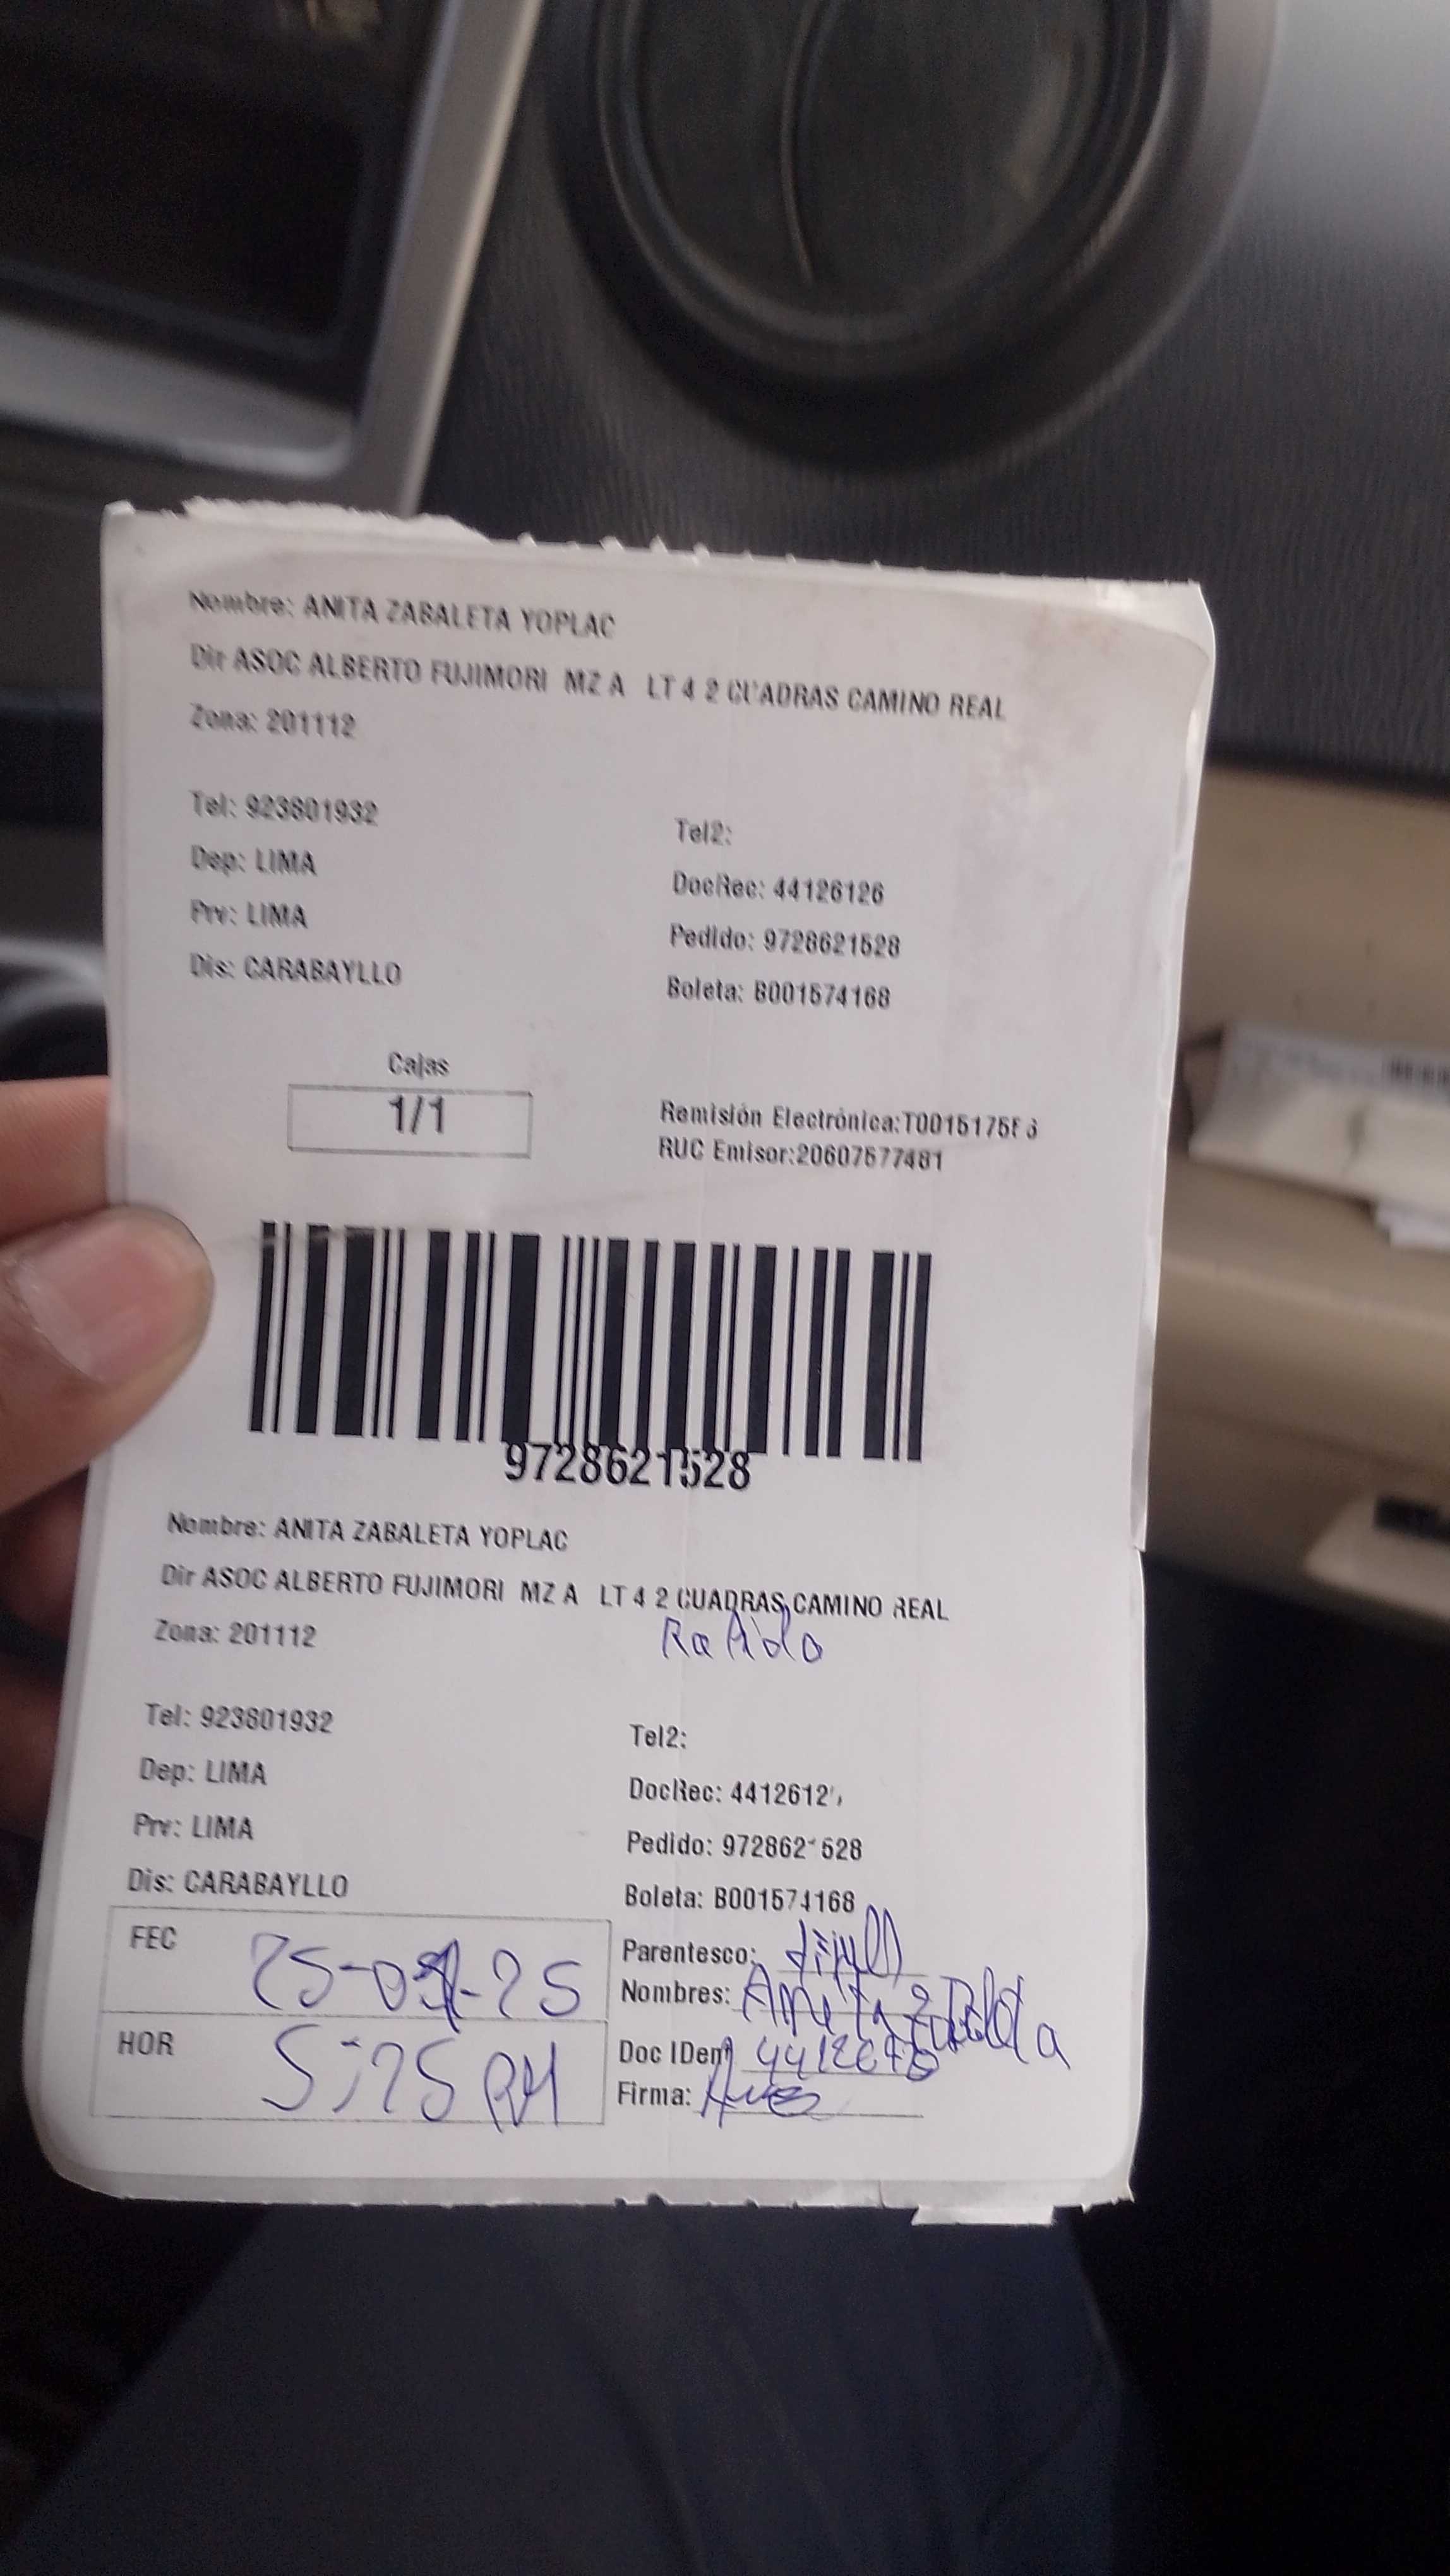 Nombre: ANITA ZABALETA YOPLAC
Dir ASOC ALBERTO FUJIMORI MZ A LT 4 2 CUADRAS CAMINO REAL
Zona: 201112
Tel: 923801932
Tel2:
Dep: LIMA
DocRec: 44126126
Prv: LIMA
Pedido: 9728621528
Dis: CARABAYLLO
Boleta: B001574168
Cajas
1/1
Remisión Electrónica:
RUC Emisor:20607577481
9728621528
Nombre: ANITA ZABALETA YOPLAC
Dir ASOC ALBERTO FUJIMORI MZ A LT 4 2 CUADRAS CAMINO REAL
Zona: 201112
Tel: 923801932
Tel2:
Dep: LIMA
DocRec:
Prv: LIMA
Pedido:
Dis: CARABAYLLO
Boleta: B001574168
FEC
Parentesco:
Nombres: Anita
HOR 5:25 PM
Doc IDen
Firma: